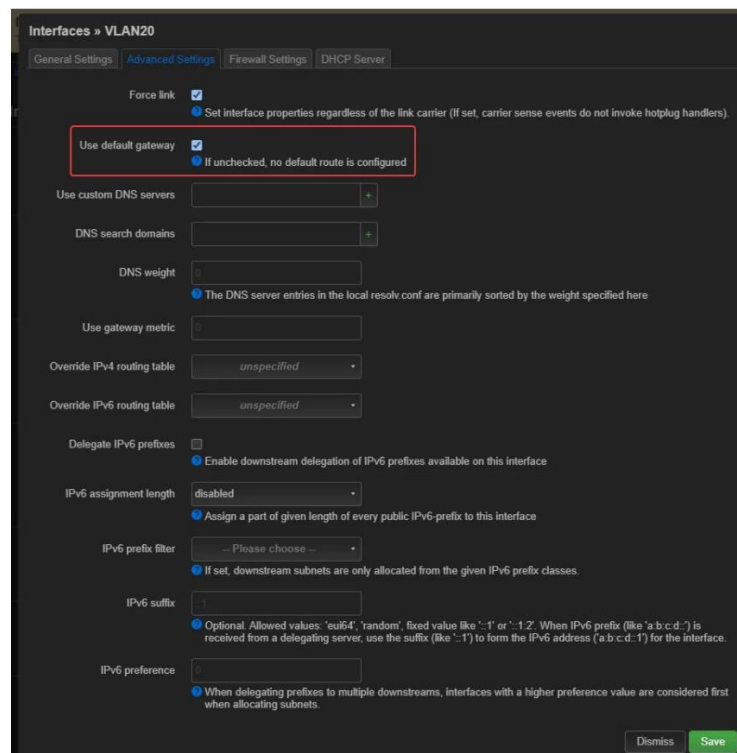 Interfaces » VLAN20
General Settings
Advanced Settings
Firewall Settings
DHCP Server
Force link
Set interface properties regardless of the link carrier (If set, carrier sense events do not invoke hotplug handlers).
Use default gateway
If unchecked, no default route is configured
Use custom DNS servers
+
DNS search domains
+
DNS weight
0
The DNS server entries in the local resolv.conf are primarily sorted by the weight specified here
Use gateway metric
0
Override IPv4 routing table
unspecified
Override IPv6 routing table
unspecified
Delegate IPv6 prefixes
Enable downstream delegation of IPv6 prefixes available on this interface
IPv6 assignment length
disabled
Assign a part of given length of every public IPv6-prefix to this interface
IPv6 prefix filter
-- Please choose --
If set, downstream subnets are only allocated from the given IPv6 prefix classes.
IPv6 suffix
::1
Optional. Allowed values: 'eui64', 'random', fixed value like '::1' or '::1:2'. When IPv6 prefix (like 'a:b:c:d::') is
received from a delegating server, use the suffix (like '::1') to form the IPv6 address ('a:b:c:d::1') for the interface.
IPv6 preference
0
When delegating prefixes to multiple downstreams, interfaces with a higher preference value are considered first
when allocating subnets.
Dismiss
Save